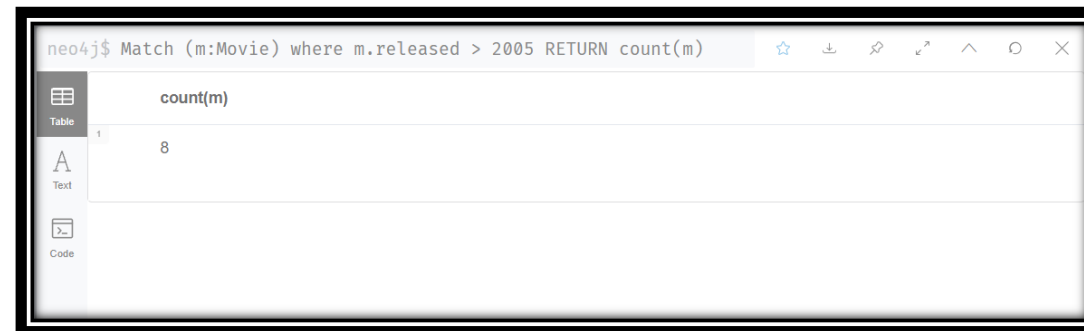 neo4j$ Match (m:Movie) where m.released > 2005 RETURN count(m)
count(m)
Table
1
8
A
Text
>_
Code